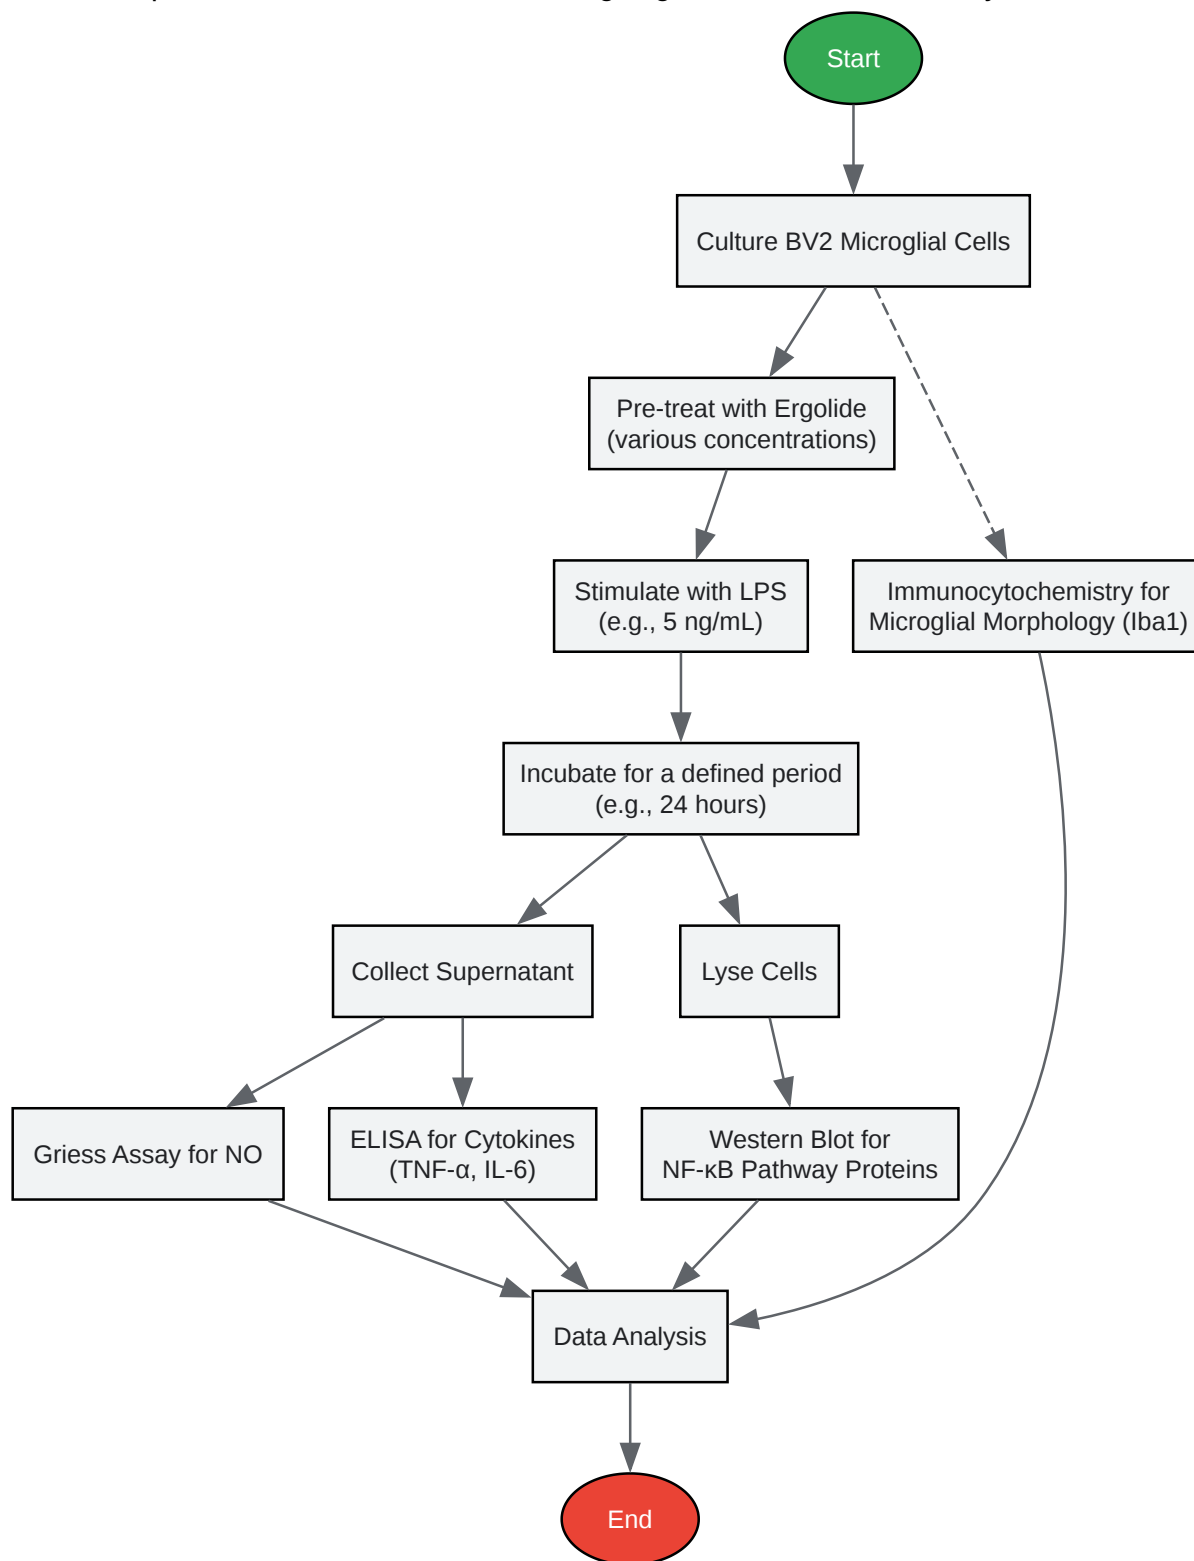 Start
Culture BV2 Microglial Cells
Pre-treat with Ergolide
(various concentrations)
Stimulate with LPS
(e.g., 5 ng/mL)
Immunocytochemistry for
Microglial Morphology (Iba1)
Incubate for a defined period
(e.g., 24 hours)
Collect Supernatant
Lyse Cells
Griess Assay for NO
ELISA for Cytokines
(TNF-α, IL-6)
Western Blot for
NF-κB Pathway Proteins
Data Analysis
End